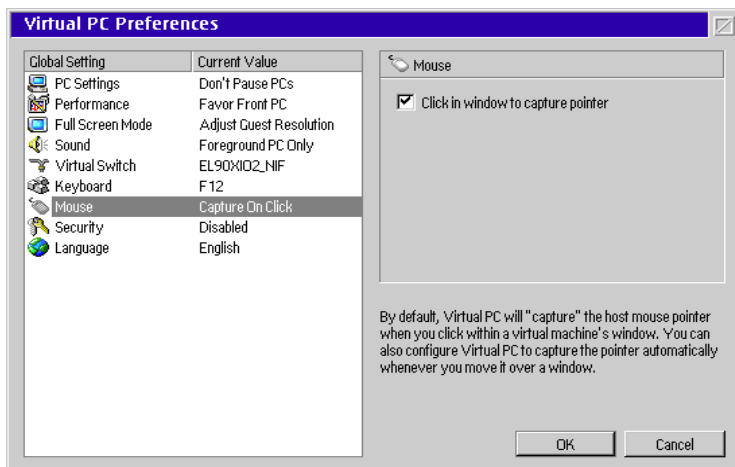 Virtual PC Preferences
Global Setting Current Value
PC Settings Don't Pause PCs
Performance Favor Front PC
Full Screen Mode Adjust Guest Resolution
Sound Foreground PC Only
Virtual Switch EL90XIO2_NIF
Keyboard F12
Mouse Capture On Click
Security Disabled
Language English
Mouse
Click in window to capture pointer
By default, Virtual PC will "capture" the host mouse pointer
when you click within a virtual machine's window. You can
also configure Virtual PC to capture the pointer automatically
whenever you move it over a window.
OK Cancel